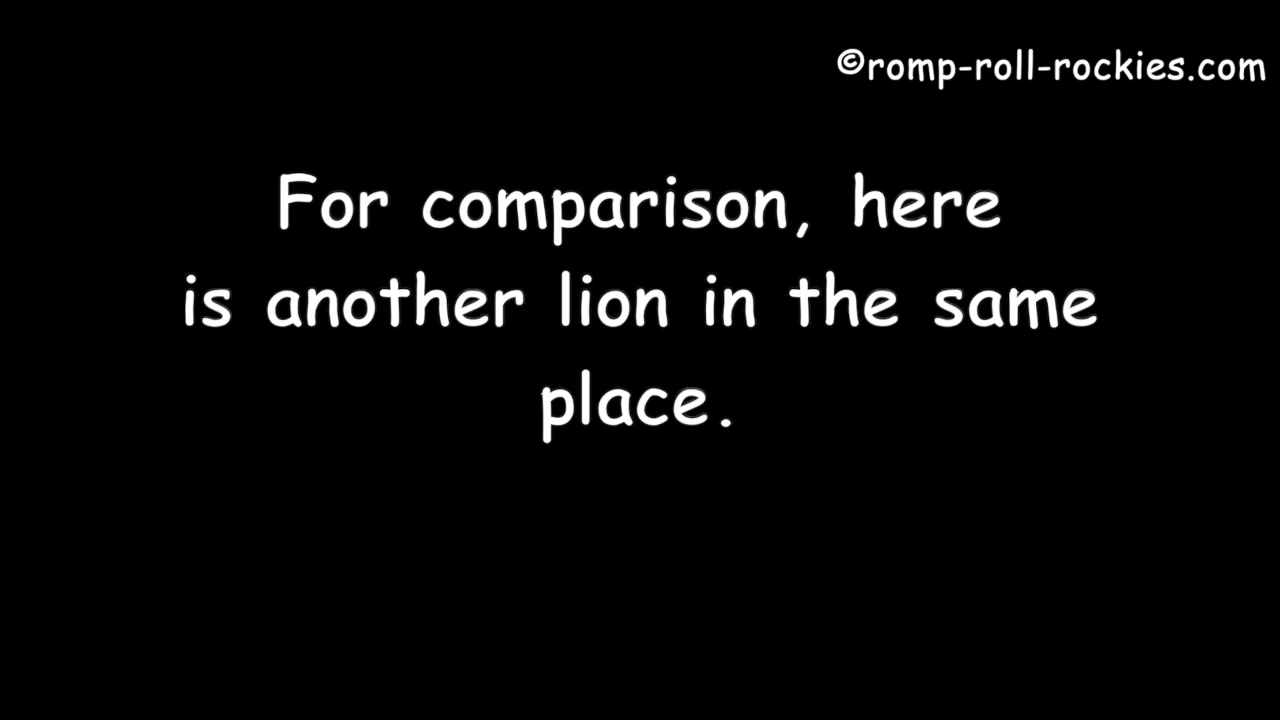 ©romp-roll-rockies.com
For comparison, here
is another lion in the same
place.